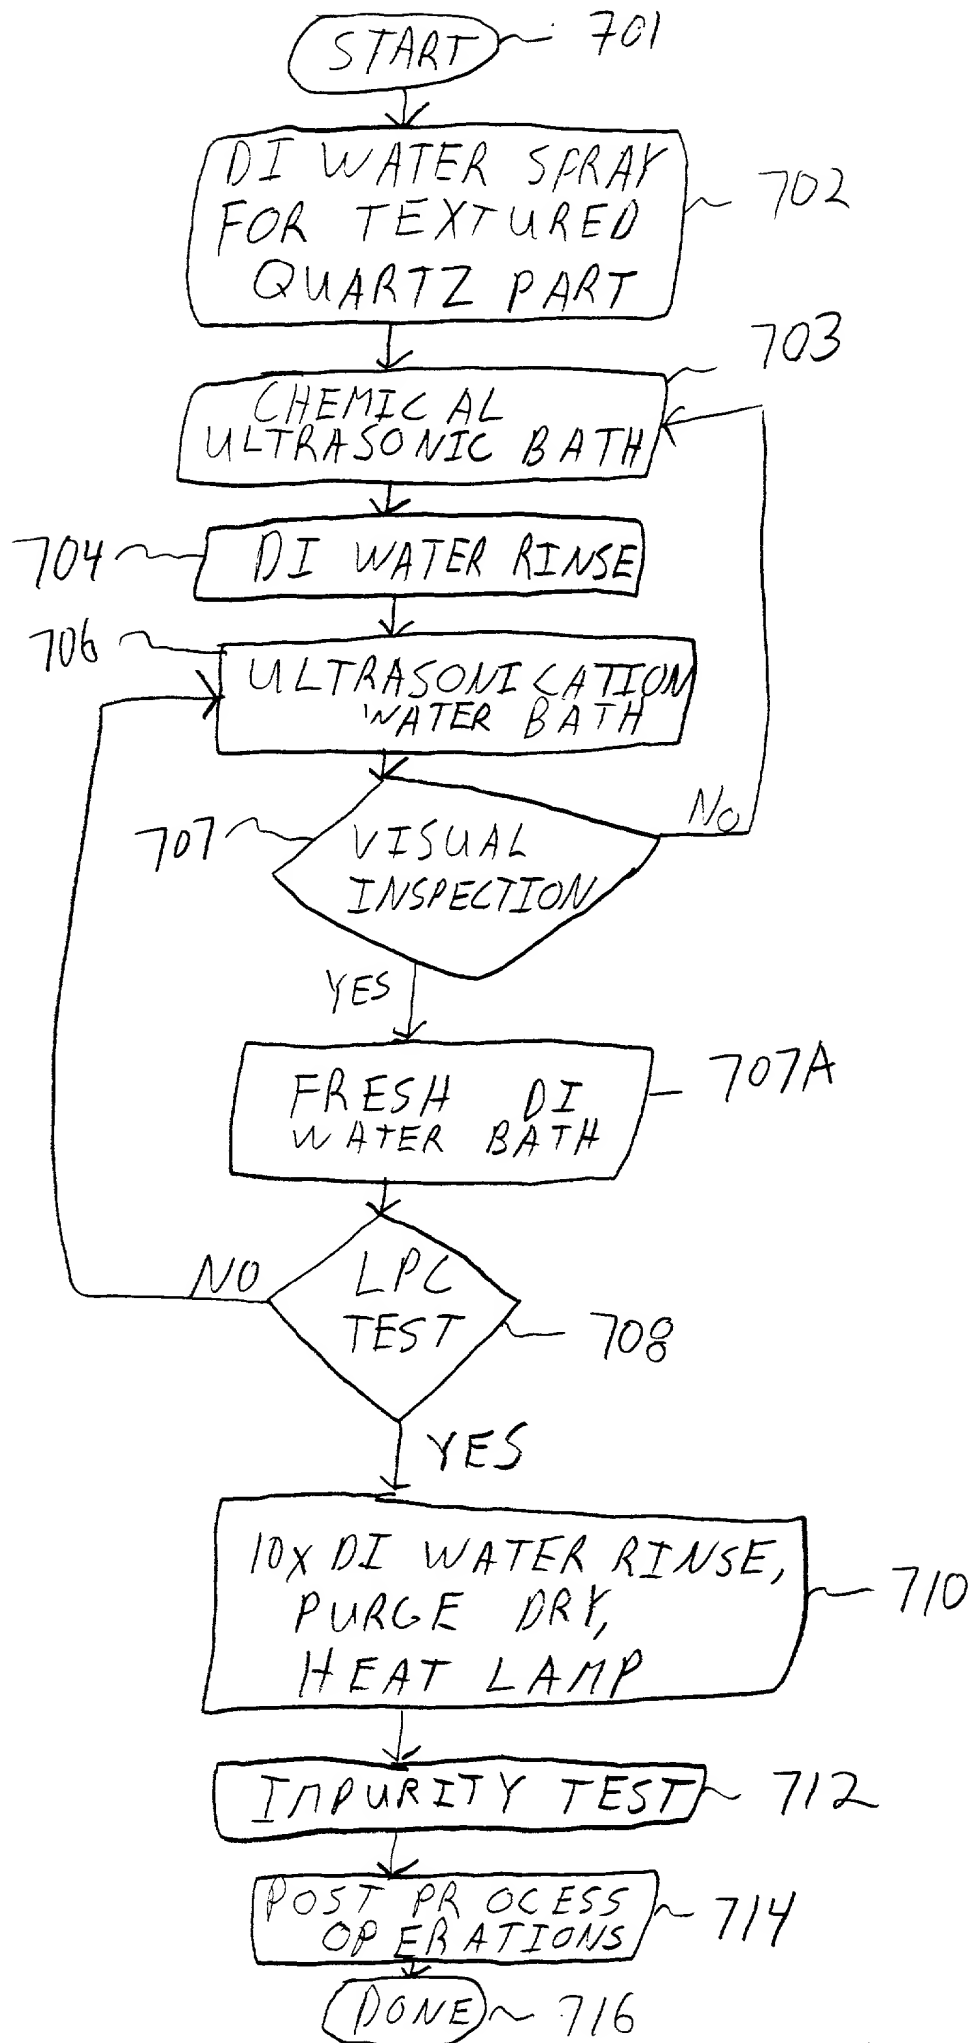 START
701
DI WATER SPRAY
FOR TEXTURED
QUARTZ PART
702
703
CHEMICAL
ULTRASONIC BATH
704
DI WATER RINSE
706
ULTRASONICATION
WATER BATH
707
VISUAL
INSPECTION
NO
YES
707A
FRESH DI
WATER BATH
NO
LPC
TEST
708
YES
10X DI WATER RINSE,
PURGE DRY,
HEAT LAMP
710
IMPURITY TEST
712
POST PROCESS
OPERATIONS
714
DONE
716